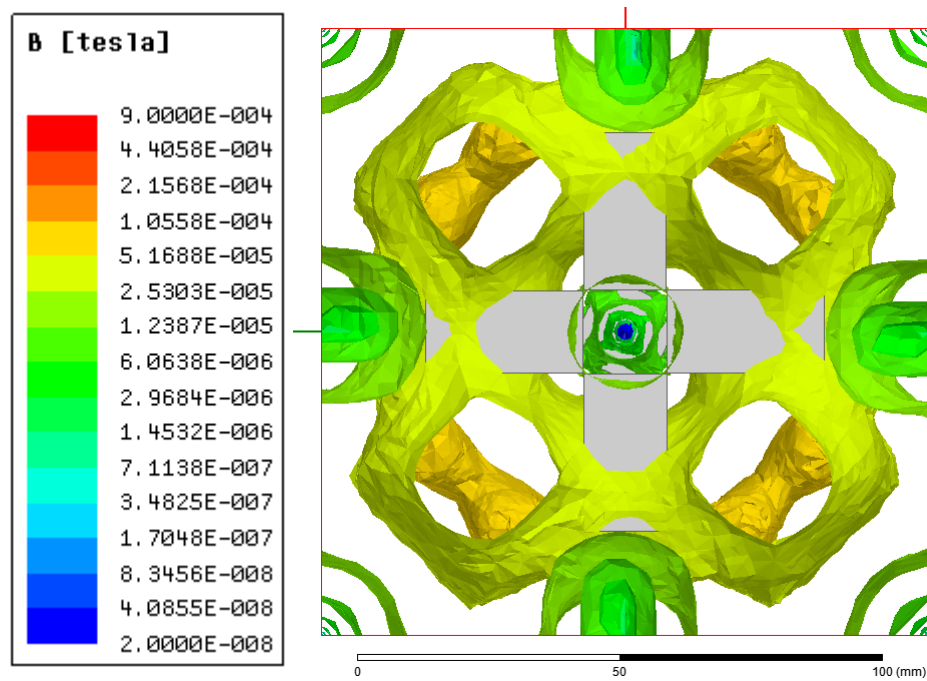 B [tesla]
9.0000E-004
4.4058E-004
2.1568E-004
1.0558E-004
5.1688E-005
2.5303E-005
1.2387E-005
6.0638E-006
2.9684E-006
1.4532E-006
7.1138E-007
3.4825E-007
1.7048E-007
8.3456E-008
4.0855E-008
2.0000E-008
0 50 100 (mm)